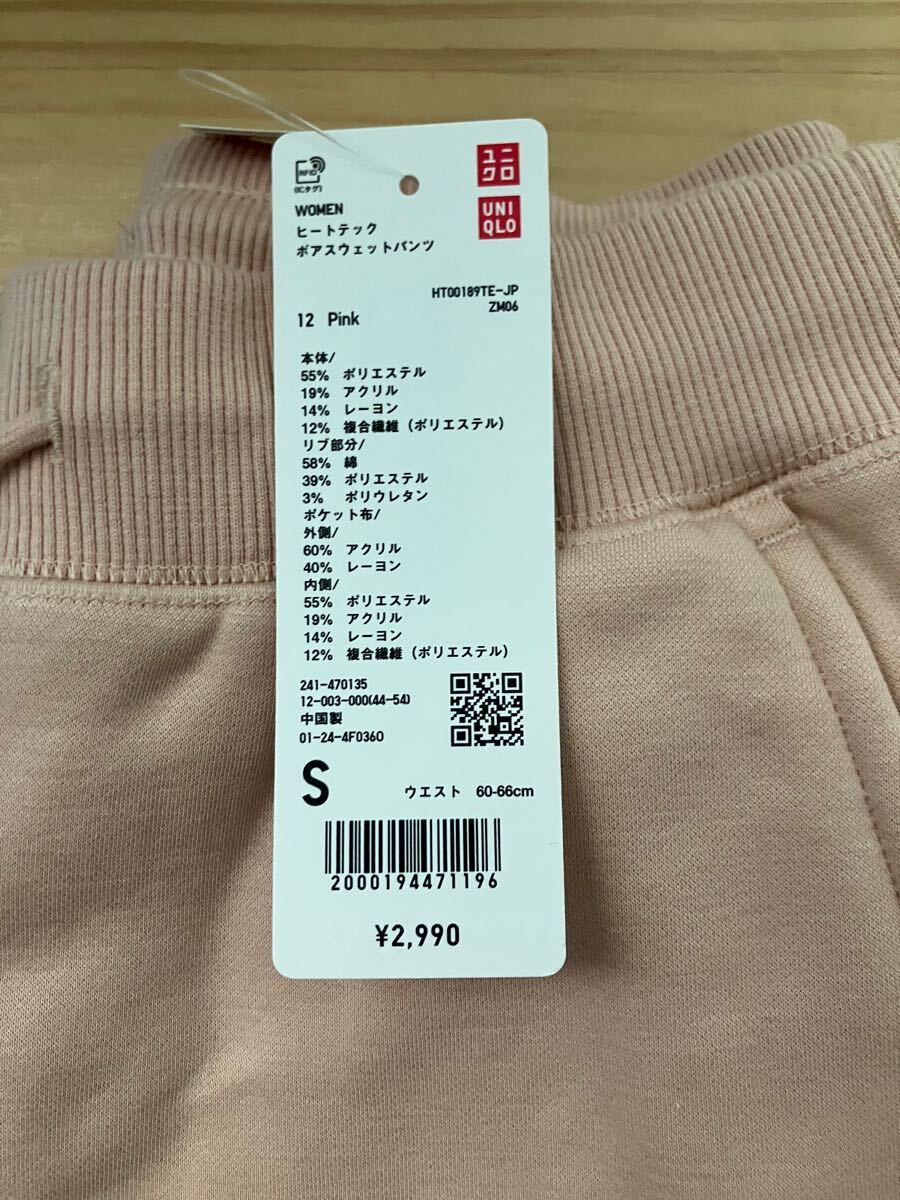 RFID
(ICタグ)
ユニ
クロ
UNI
QLO
WOMEN
ヒートテック
ボアスウェットパンツ
HT00189TE-JP
ZM06
12 Pink
本体/
55% ポリエステル
19% アクリル
14% レーヨン
12% 複合繊維 (ポリエステル)
リブ部分/
58% 綿
39% ポリエステル
3% ポリウレタン
ポケット布/
外側/
60% アクリル
40% レーヨン
内側/
55% ポリエステル
19% アクリル
14% レーヨン
12% 複合繊維 (ポリエステル)
241-470135
12-003-000(44-54)
中国製
01-24-4F0360
S ウエスト 60-66cm
2000194471196
¥2,990